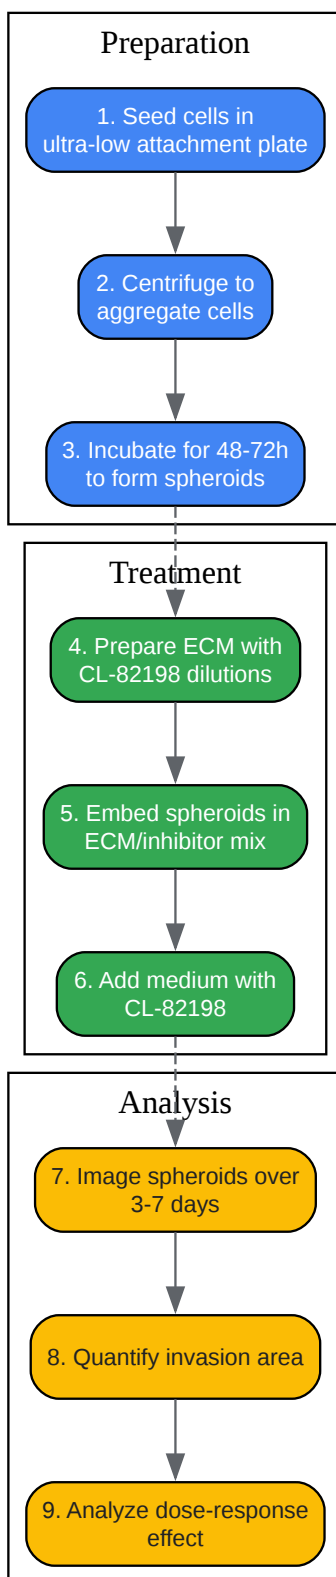 Preparation
1. Seed cells in
ultra-low attachment plate
2. Centrifuge to
aggregate cells
3. Incubate for 48-72h
to form spheroids
Treatment
4. Prepare ECM with
CL-82198 dilutions
5. Embed spheroids in
ECM/inhibitor mix
6. Add medium with
CL-82198
Analysis
7. Image spheroids over
3-7 days
8. Quantify invasion area
9. Analyze dose-response
effect